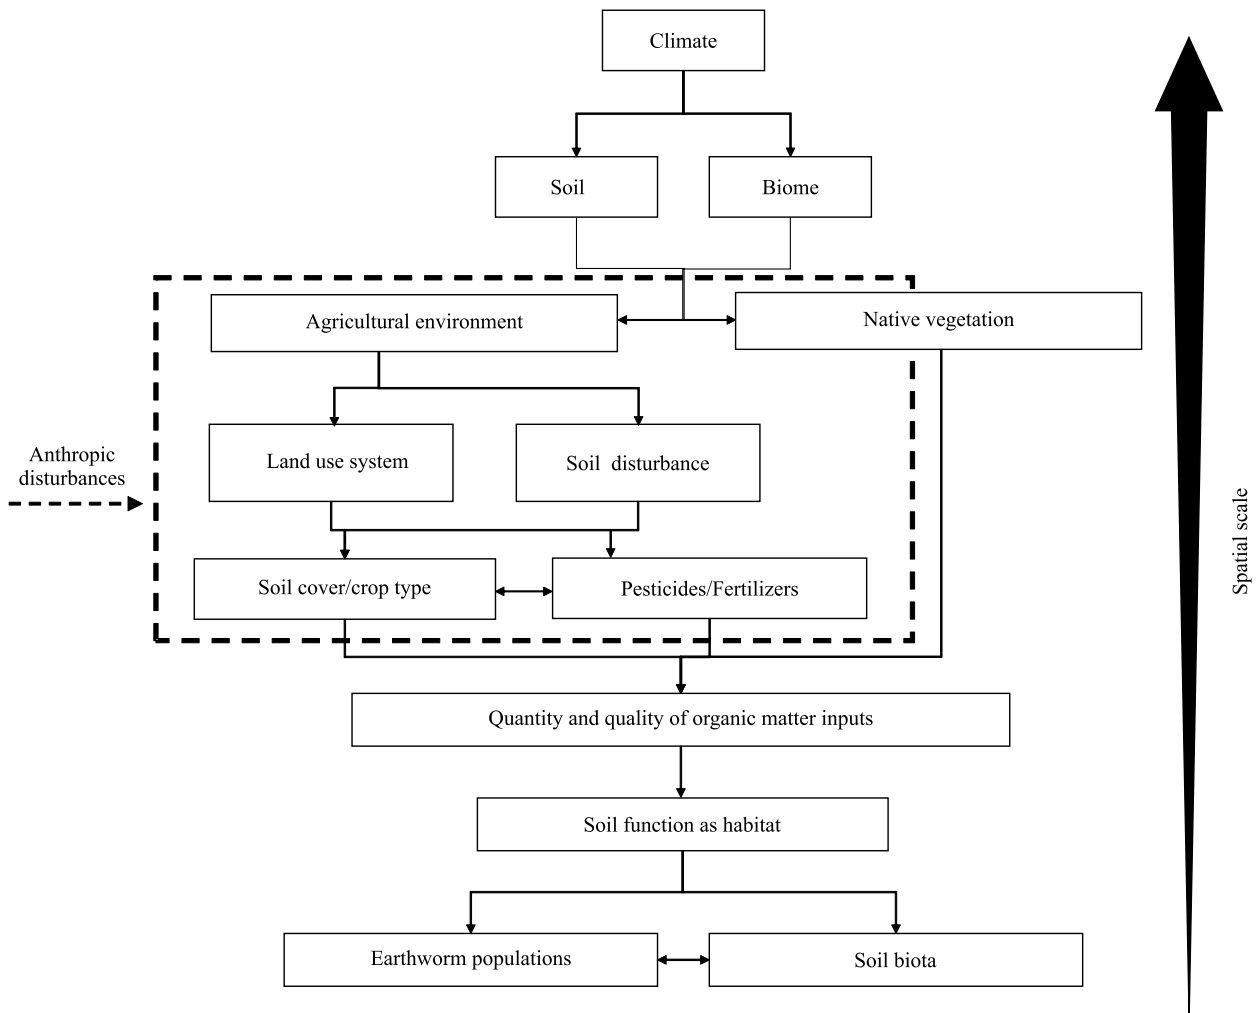 Climate
Soil
Biome
Agricultural environment
Native vegetation
Land use system
Soil disturbance
Anthropic
disturbances
Spatial scale
Soil cover/crop type
Pesticides/Fertilizers
Quantity and quality of organic matter inputs
Soil function as habitat
Earthworm populations
Soil biota